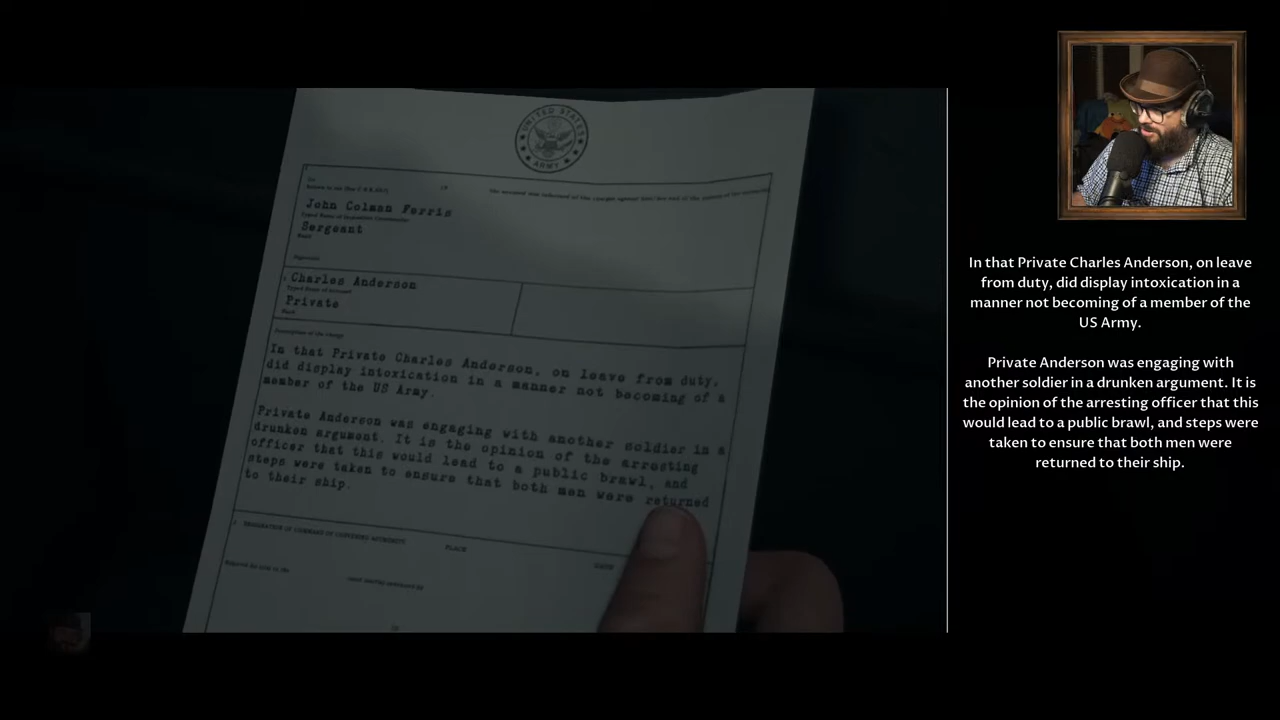 UNITED STATES
ARMY
John Colman Ferris
Sergeant
Charles Anderson
Private
In that Private Charles Anderson, on leave from duty,
did display intoxication in a manner not becoming of a
member of the US Army.
Private Anderson was engaging with another soldier in a
drunken argument. It is the opinion of the arresting
officer that this would lead to a public brawl, and
steps were taken to ensure that both men were returned
to their ship.
PLACE
DATE
In that Private Charles Anderson, on leave
from duty, did display intoxication in a
manner not becoming of a member of the
US Army.
Private Anderson was engaging with
another soldier in a drunken argument. It is
the opinion of the arresting officer that this
would lead to a public brawl, and steps were
taken to ensure that both men were
returned to their ship.